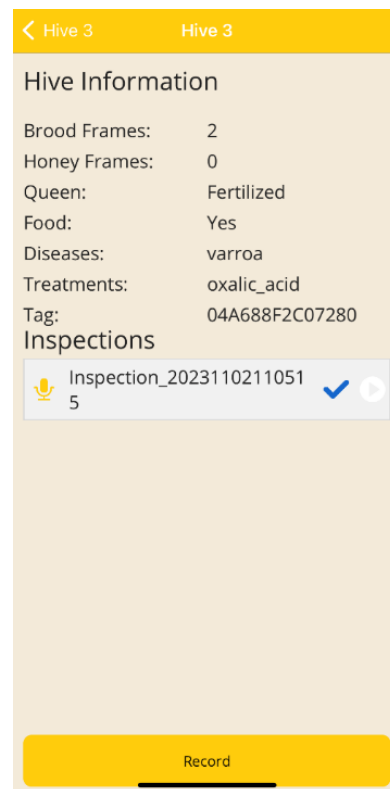 Hive 3 Hive 3
Hive Information
Brood Frames: 2
Honey Frames: 0
Queen: Fertilized
Food: Yes
Diseases: varroa
Treatments: oxalic_acid
Tag: 04A688F2C07280
Inspections
Inspection_2023110211051
5
Record